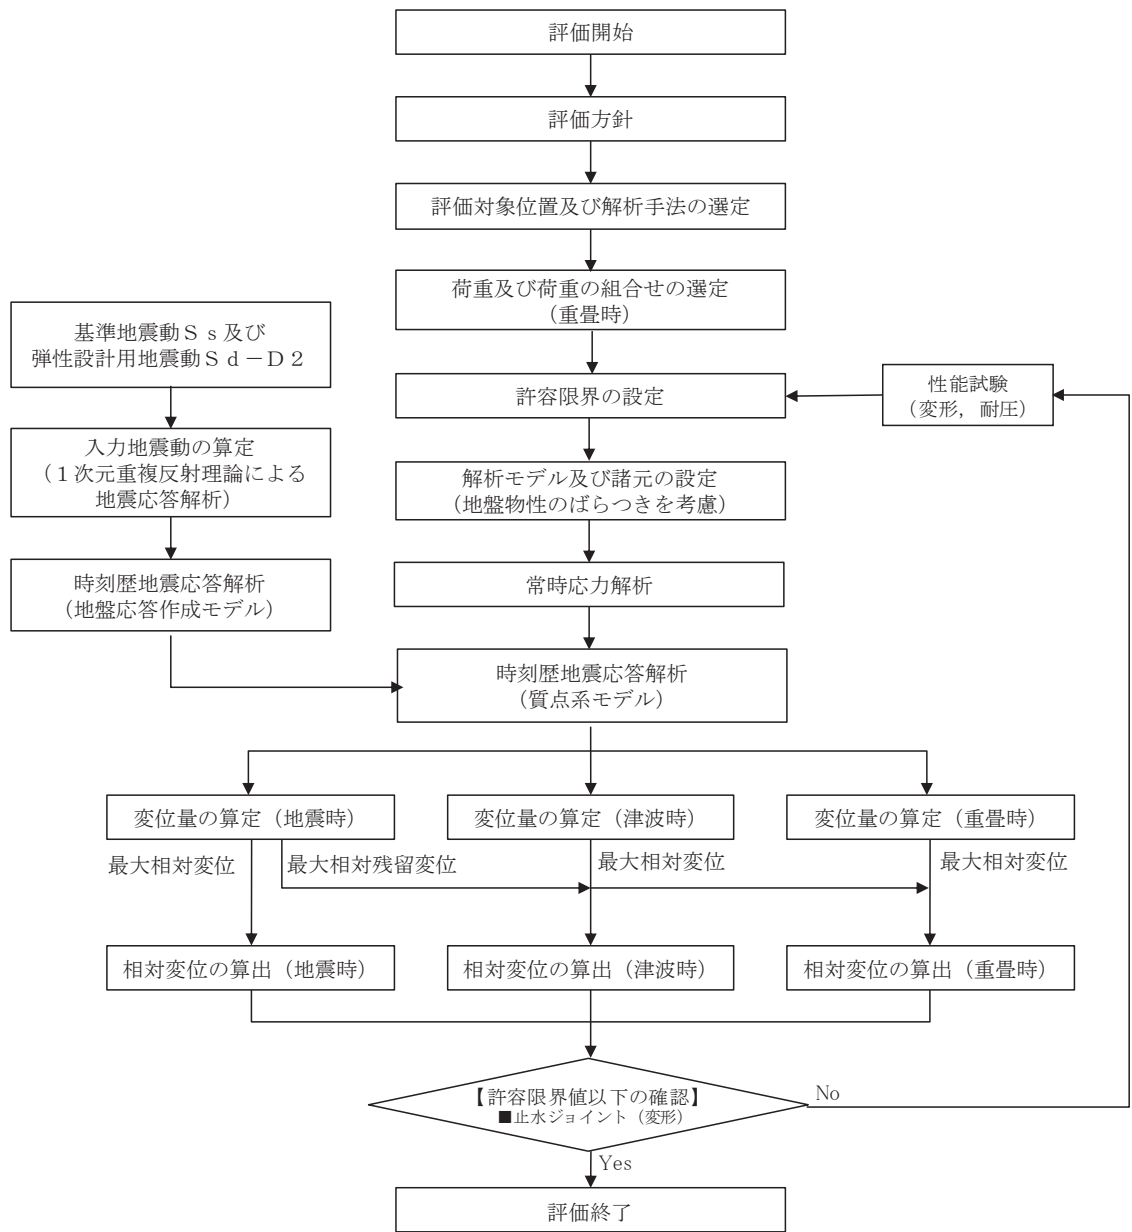 評価開始
評価方針
評価対象位置及び解析手法の選定
荷重及び荷重の組合せの選定
（重畳時）
基準地震動Ｓｓ及び
弾性設計用地震動Ｓｄ－Ｄ２
許容限界の設定
性能試験
（変形，耐圧）
入力地震動の算定
（１次元重複反射理論による
地震応答解析）
解析モデル及び諸元の設定
（地盤物性のばらつきを考慮）
時刻歴地震応答解析
（地盤応答作成モデル）
常時応力解析
時刻歴地震応答解析
（質点系モデル）
変位量の算定（地震時）
変位量の算定（津波時）
変位量の算定（重畳時）
最大相対変位
最大相対残留変位
最大相対変位
最大相対変位
相対変位の算出（地震時）
相対変位の算出（津波時）
相対変位の算出（重畳時）
【許容限界値以下の確認】
■止水ジョイント（変形）
No
Yes
評価終了